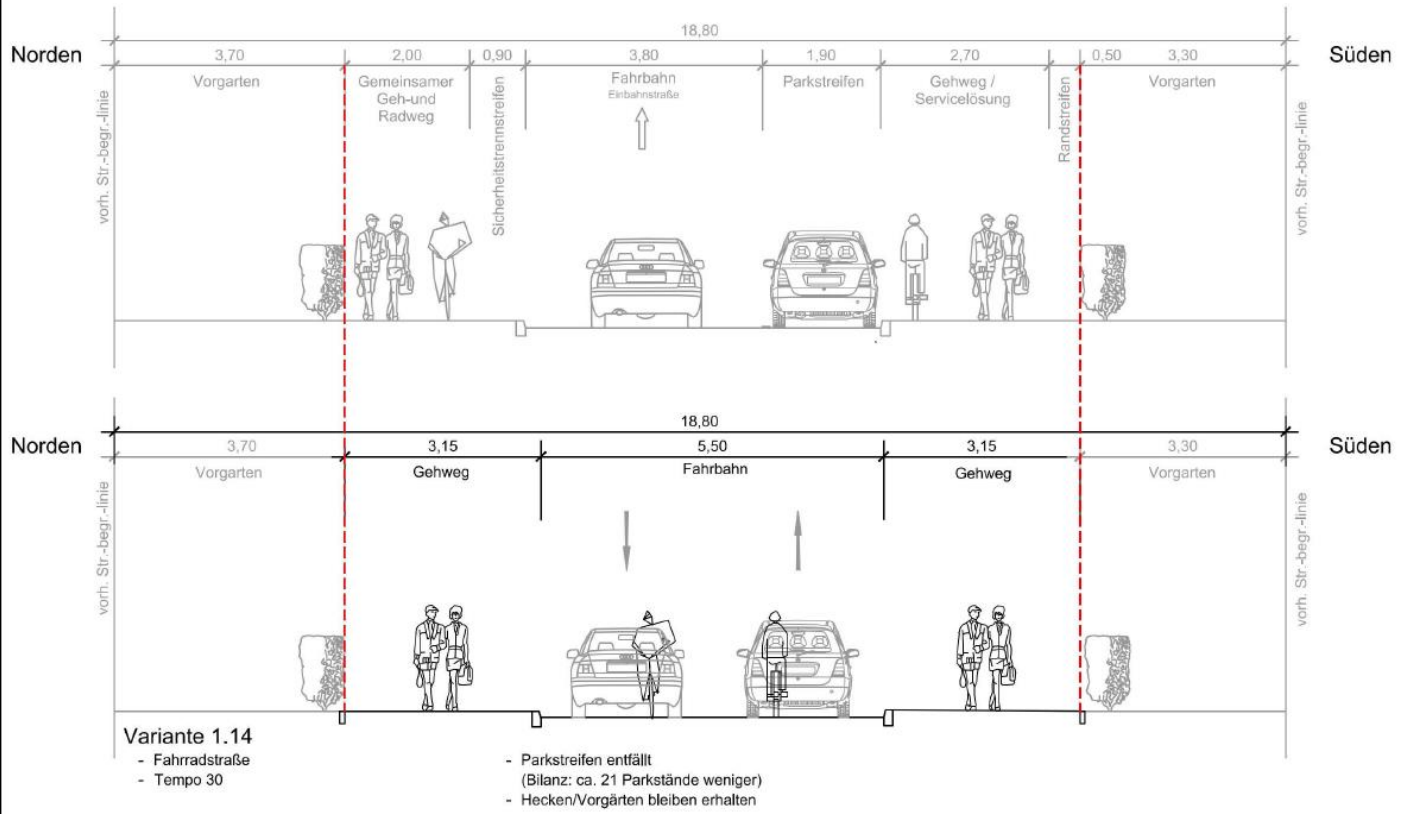 18,80
Norden
3,70
2,00
0,90
3,80
1,90
2,70
0,50
3,30
Süden
Vorgarten
Gemeinsamer
Geh-und
Radweg
Sicherheitstrennstreifen
Fahrbahn
Einbahnstraße
Parkstreifen
Gehweg /
Servicelösung
Randstreifen
Vorgarten
vorh. Str.-begr.-linie
vorh. Str.-begr.-linie
18,80
Norden
3,70
3,15
5,50
3,15
3,30
Süden
Vorgarten
Gehweg
Fahrbahn
Gehweg
Vorgarten
vorh. Str.-begr.-linie
vorh. Str.-begr.-linie
Variante 1.14
- Fahrradstraße
- Tempo 30
- Parkstreifen entfällt
(Bilanz: ca. 21 Parkstände weniger)
- Hecken/Vorgärten bleiben erhalten